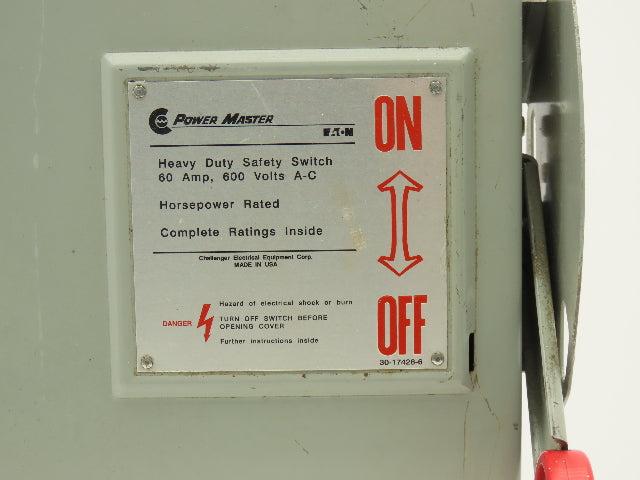 POWER MASTER
EATON
Heavy Duty Safety Switch
60 Amp, 600 Volts A-C
Horsepower Rated
Complete Ratings Inside
Challenger Electrical Equipment Corp.
MADE IN USA
DANGER
Hazard of electrical shock or burn
TURN OFF SWITCH BEFORE
OPENING COVER
Further instructions inside
ON
OFF
30-17428-6